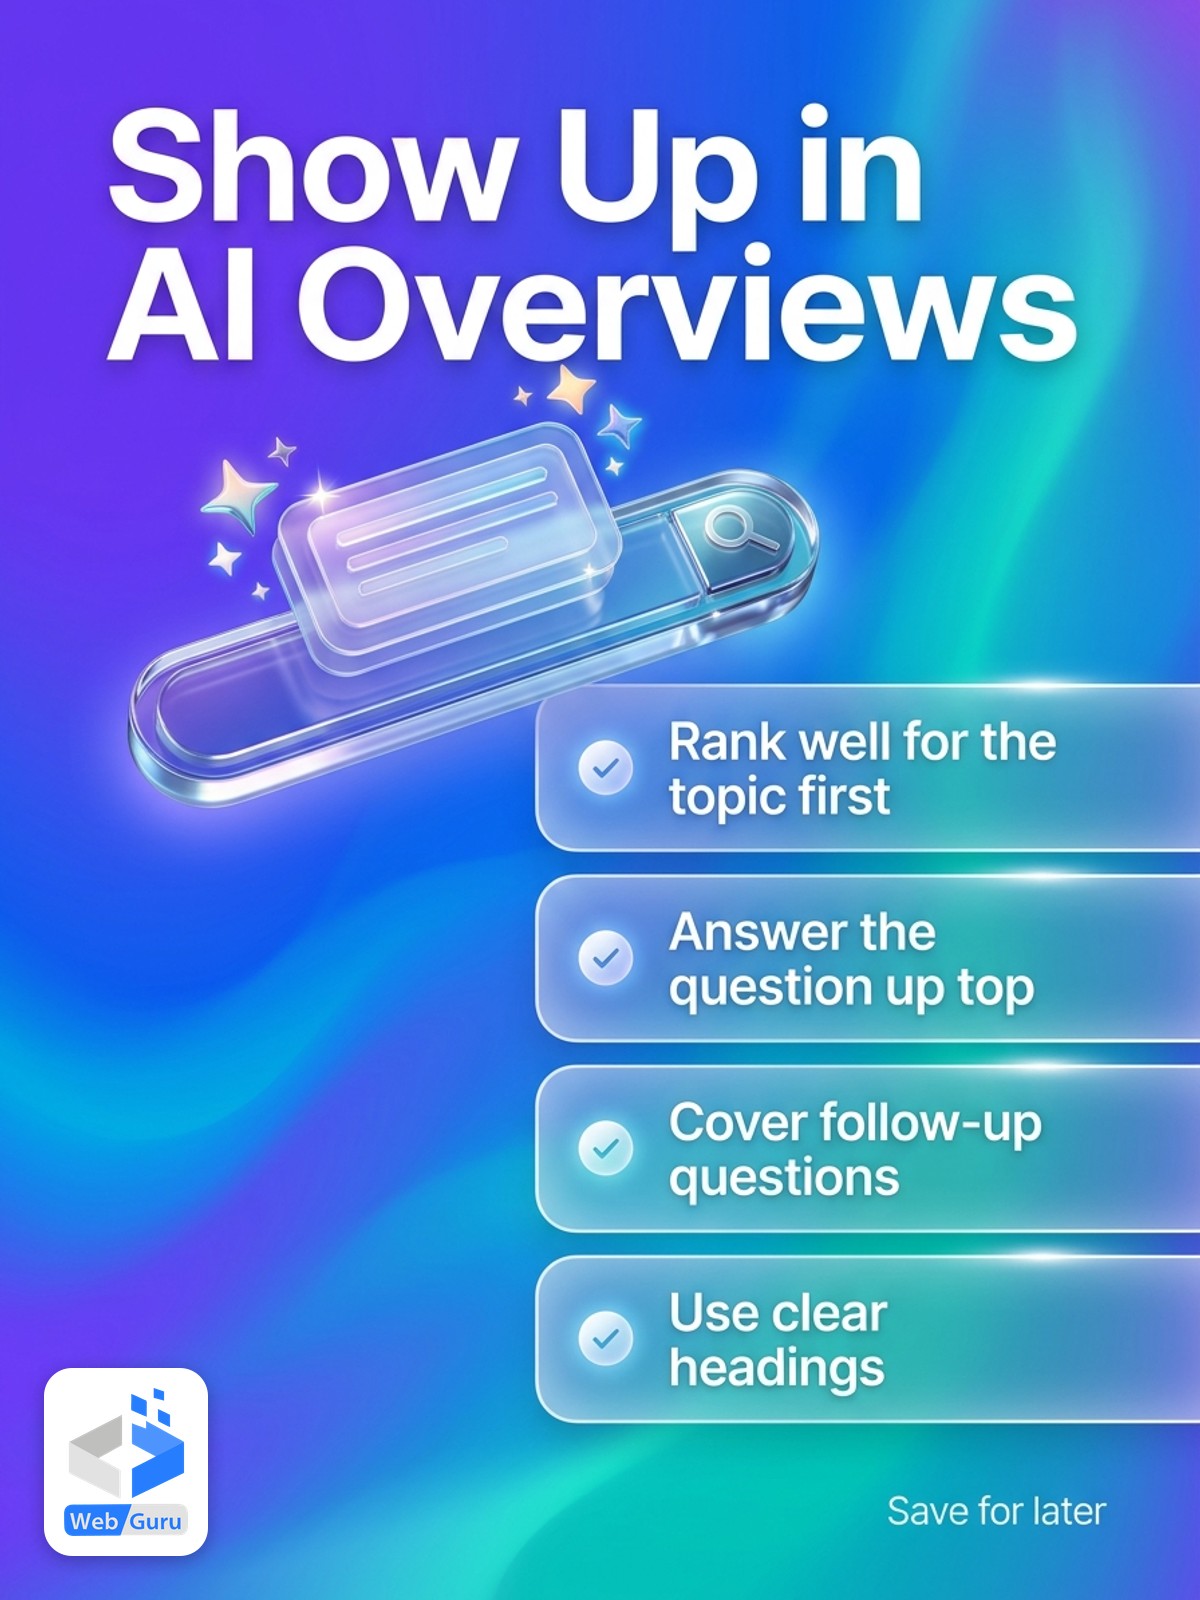 Show Up in
AI Overviews
Rank well for the
topic first
Answer the
question up top
Cover follow-up
questions
Use clear
headings
Save for later
Web/Guru